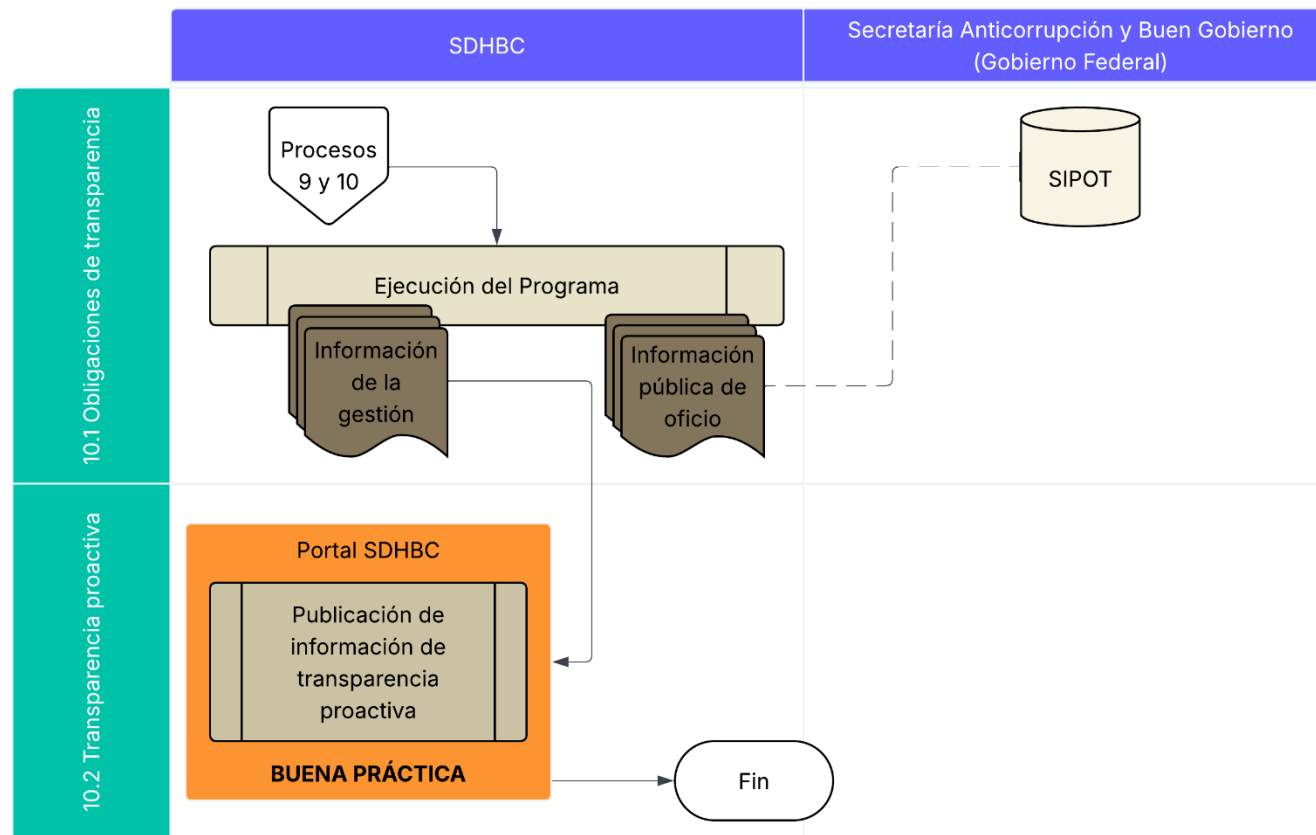 SDHBC
Secretaría Anticorrupción y Buen Gobierno
(Gobierno Federal)
10.1 Obligaciones de transparencia
Procesos
9 y 10
SIPOT
Ejecución del Programa
Información
de la
gestión
Información
pública de
oficio
10.2 Transparencia proactiva
Portal SDHBC
Publicación de
información de
transparencia
proactiva
BUENA PRÁCTICA
Fin